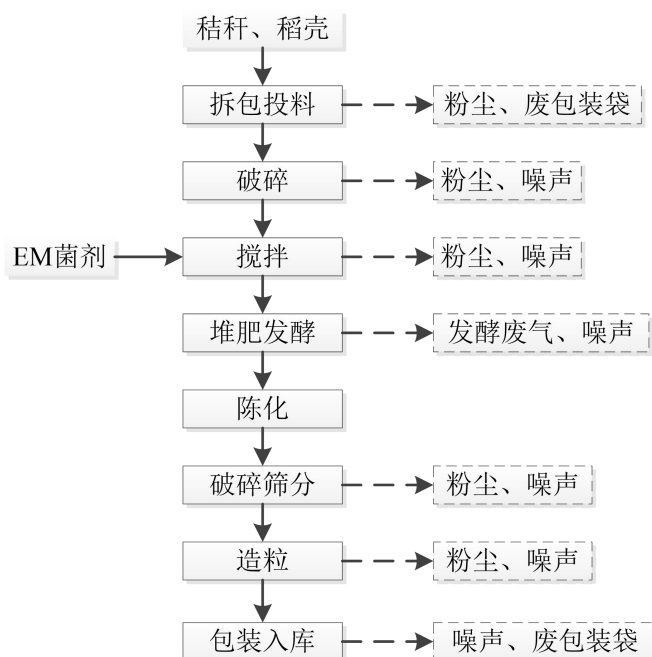 秸秆、稻壳
拆包投料
粉尘、废包装袋
破碎
粉尘、噪声
EM菌剂
搅拌
粉尘、噪声
堆肥发酵
发酵废气、噪声
陈化
破碎筛分
粉尘、噪声
造粒
粉尘、噪声
包装入库
噪声、废包装袋